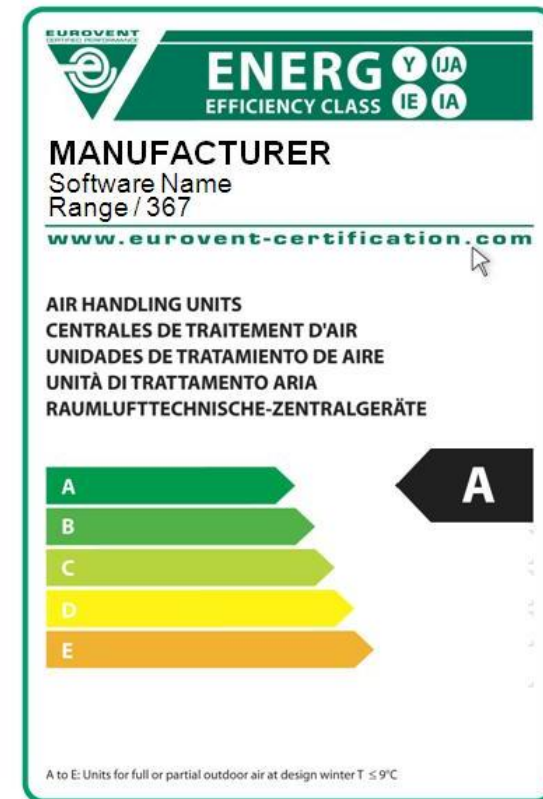 EUROVENT
CERTIFIED PERFORMANCE
ENERG Y IJA
EFFICIENCY CLASS IE IA
MANUFACTURER
Software Name
Range / 367
www.eurovent-certification.com
AIR HANDLING UNITS
CENTRALES DE TRAITEMENT D'AIR
UNIDADES DE TRATAMIENTO DE AIRE
UNITÀ DI TRATTAMENTO ARIA
RAUMLUFTTECHNISCHE-ZENTRALGERÄTE
A A
B
C
D
E
A to E: Units for full or partial outdoor air at design winter T ≤ 9°C